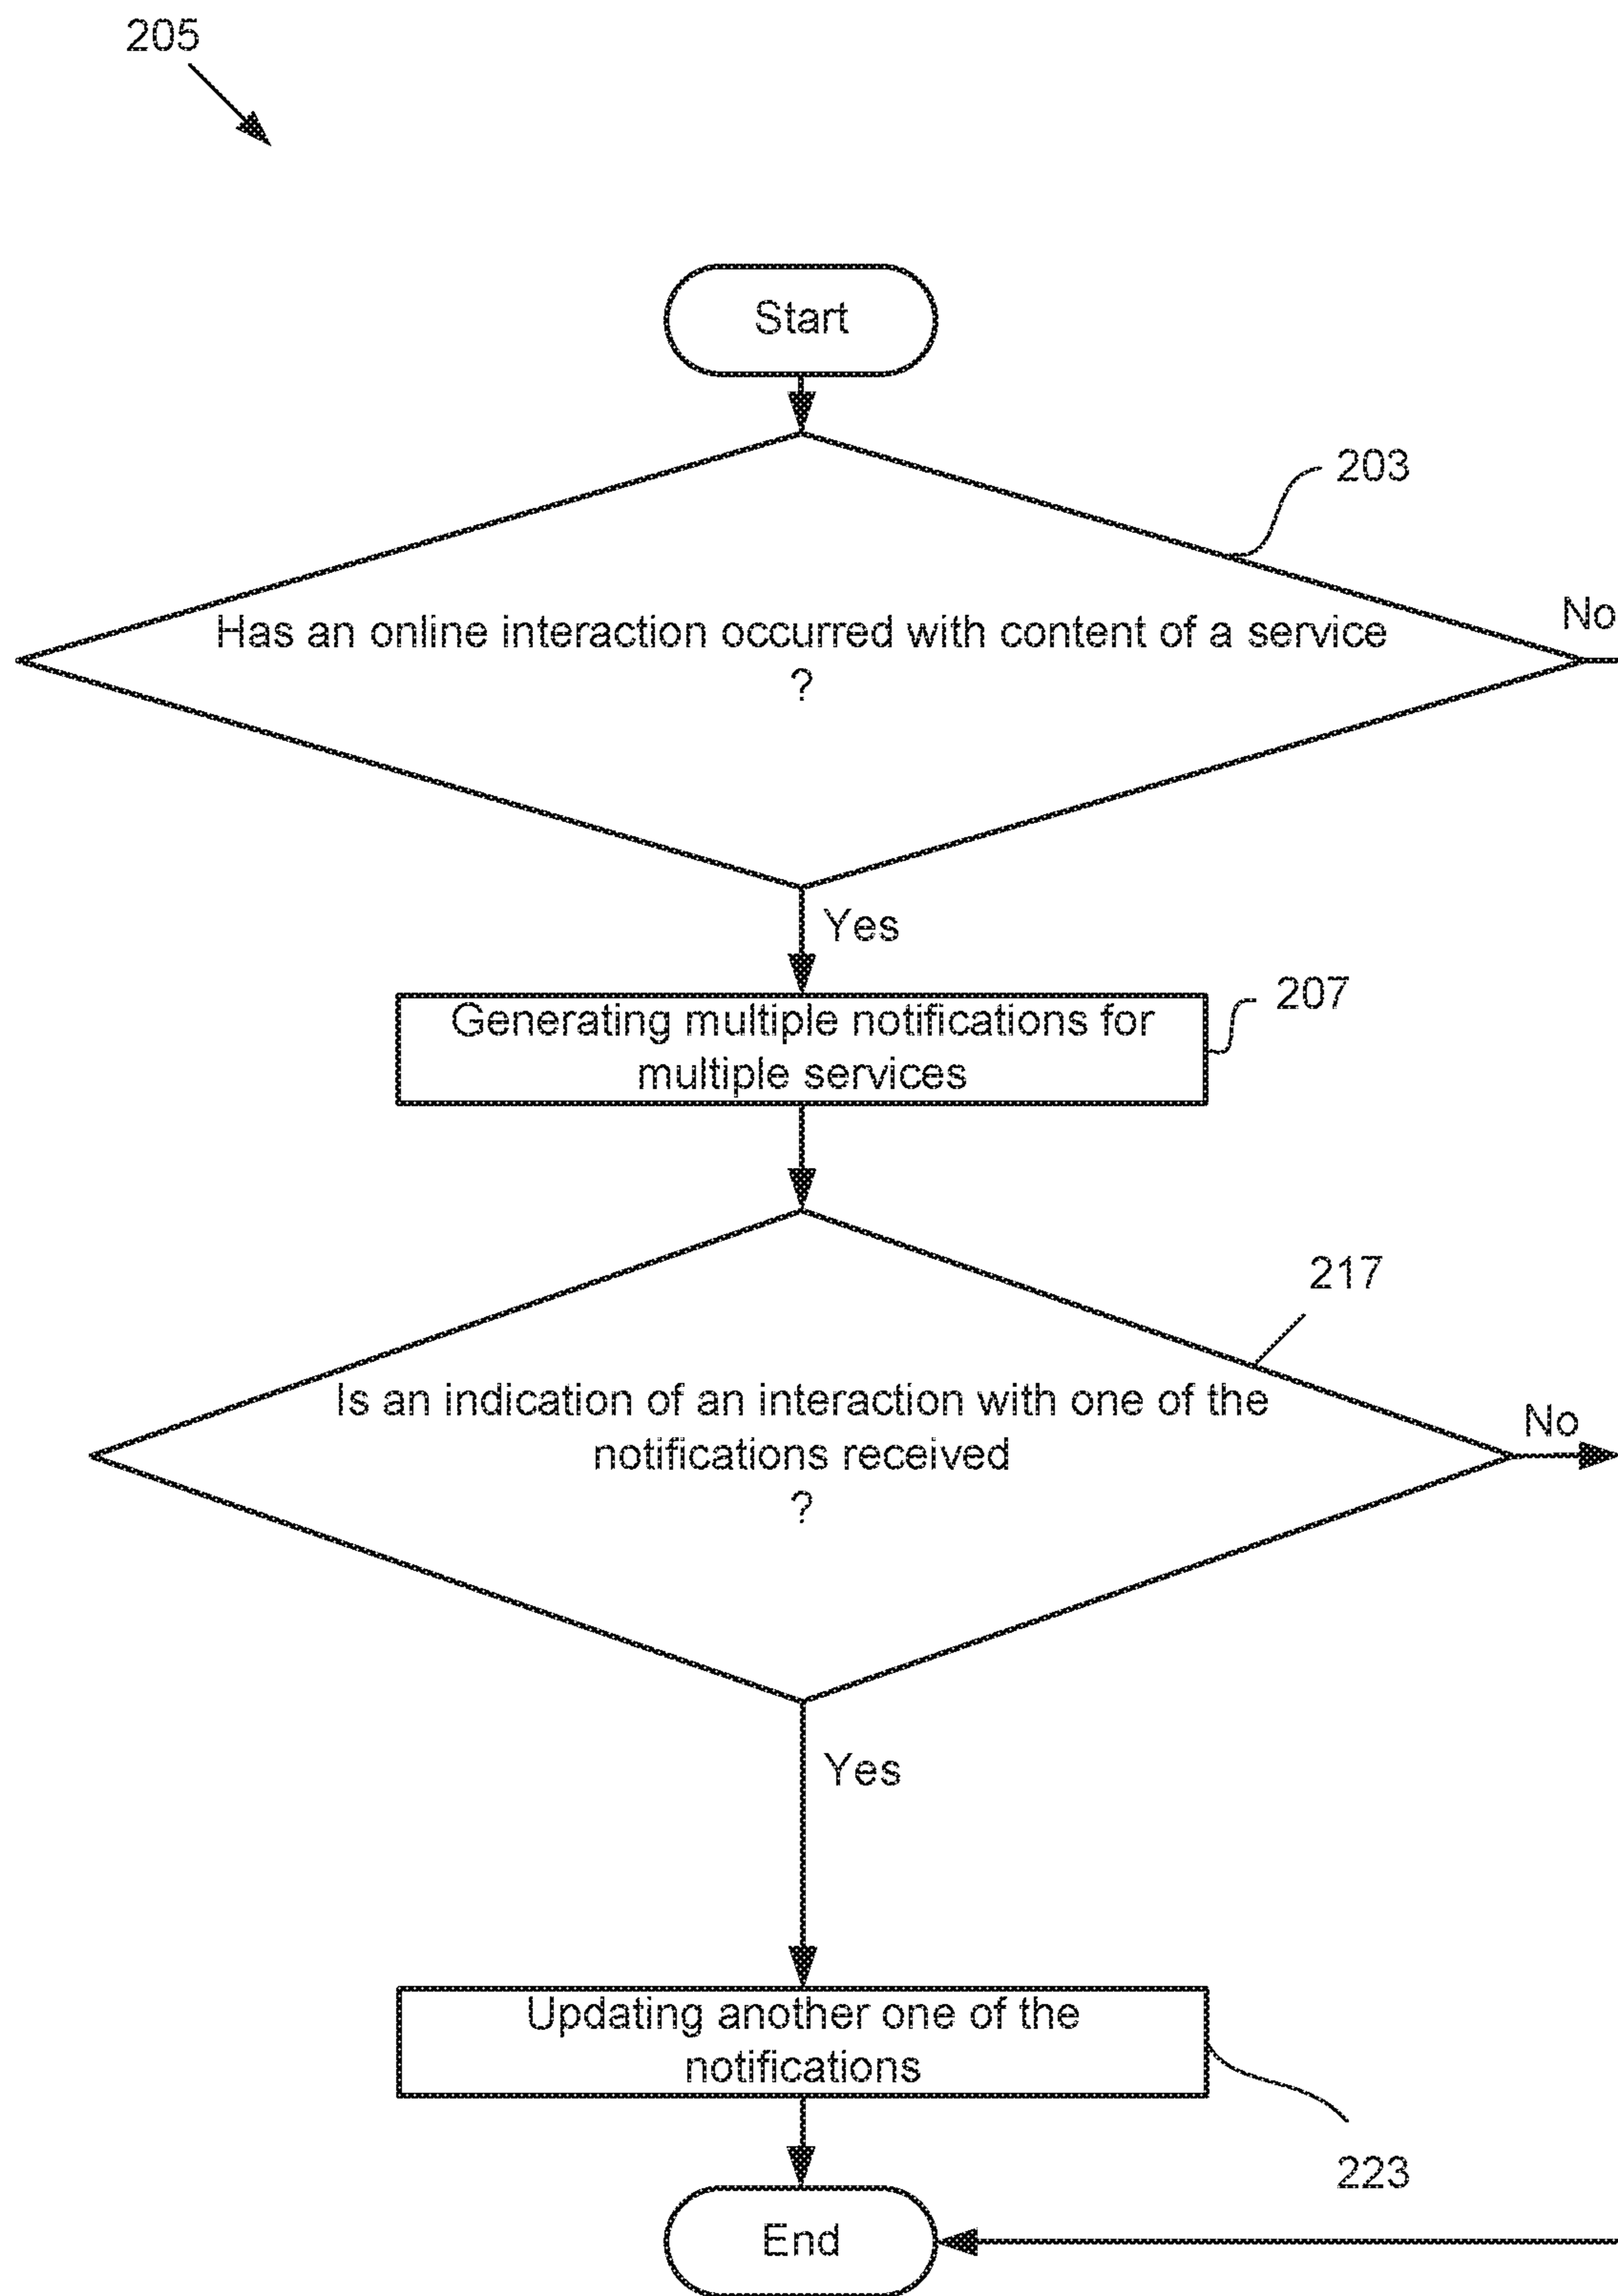 205
Start
203
Has an online interaction occurred with content of a service
?
No
Yes
Generating multiple notifications for
multiple services
207
217
Is an indication of an interaction with one of the
notifications received
?
No
Yes
Updating another one of the
notifications
223
End